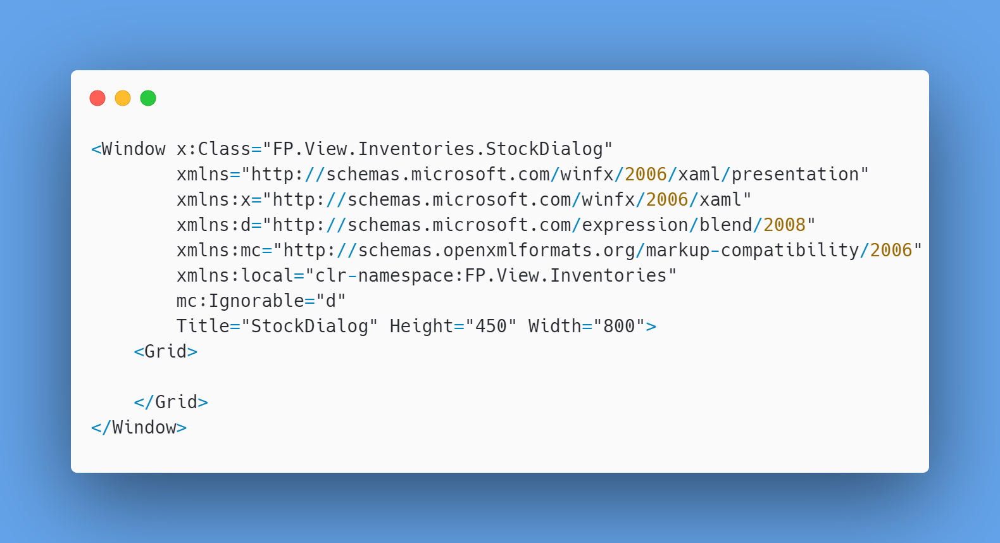 <Window x:Class="FP.View.Inventories.StockDialog"
        xmlns="http://schemas.microsoft.com/winfx/2006/xaml/presentation"
        xmlns:x="http://schemas.microsoft.com/winfx/2006/xaml"
        xmlns:d="http://schemas.microsoft.com/expression/blend/2008"
        xmlns:mc="http://schemas.openxmlformats.org/markup-compatibility/2006"
        xmlns:local="clr-namespace:FP.View.Inventories"
        mc:Ignorable="d"
        Title="StockDialog" Height="450" Width="800">
    <Grid>

    </Grid>
</Window>